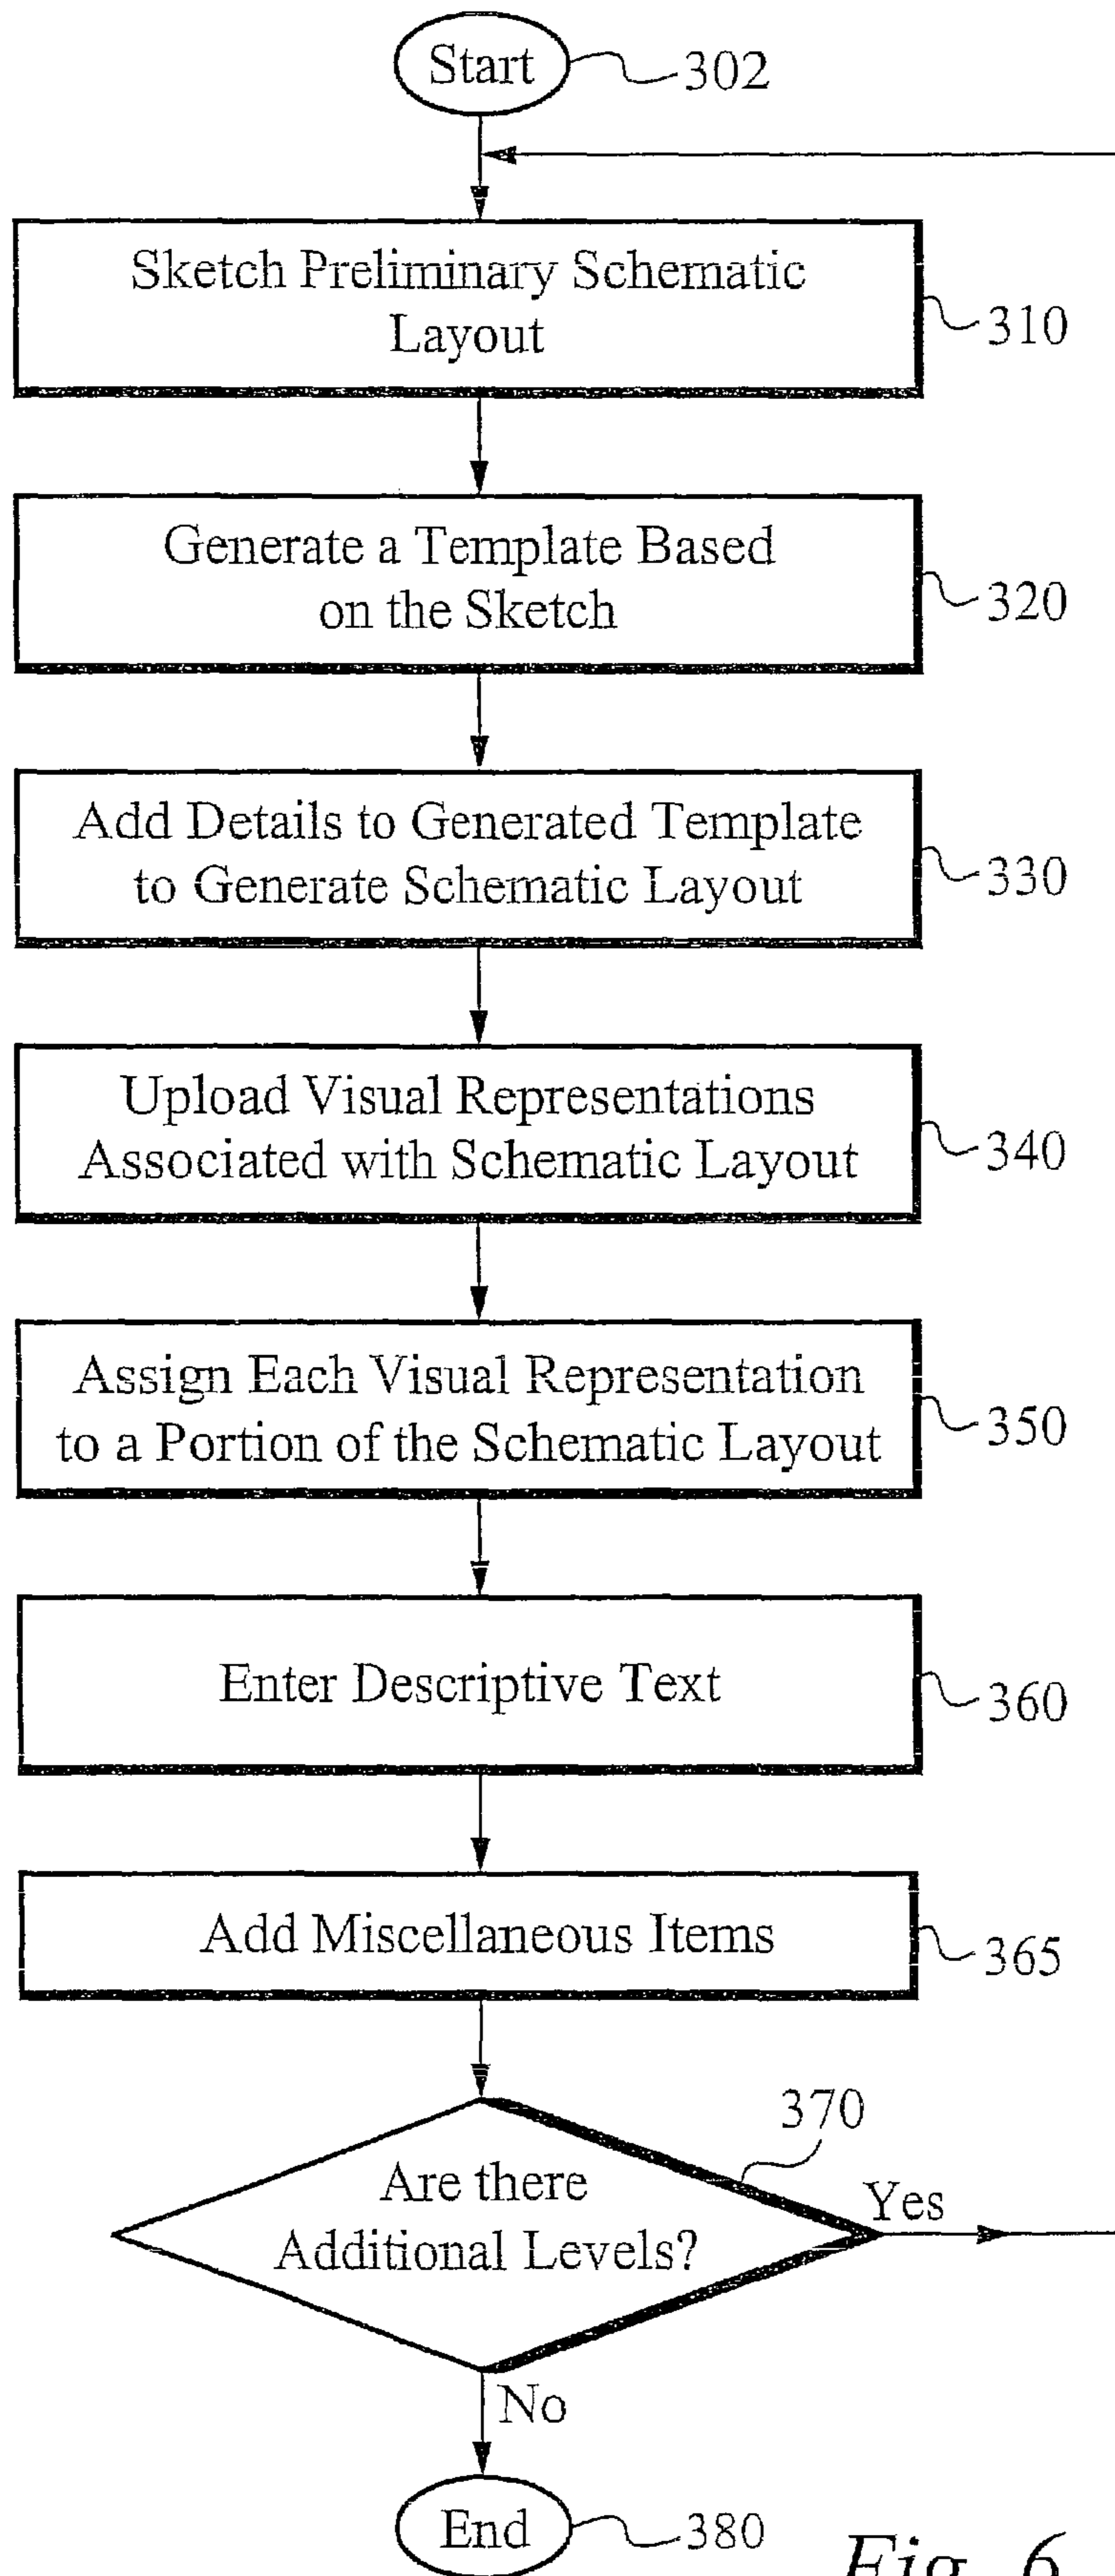 Start
302
Sketch Preliminary Schematic
Layout
310
Generate a Template Based
on the Sketch
320
Add Details to Generated Template
to Generate Schematic Layout
330
Upload Visual Representations
Associated with Schematic Layout
340
Assign Each Visual Representation
to a Portion of the Schematic Layout
350
Enter Descriptive Text
360
Add Miscellaneous Items
365
370
Are there
Additional Levels?
Yes
No
End
380
Fig. 6